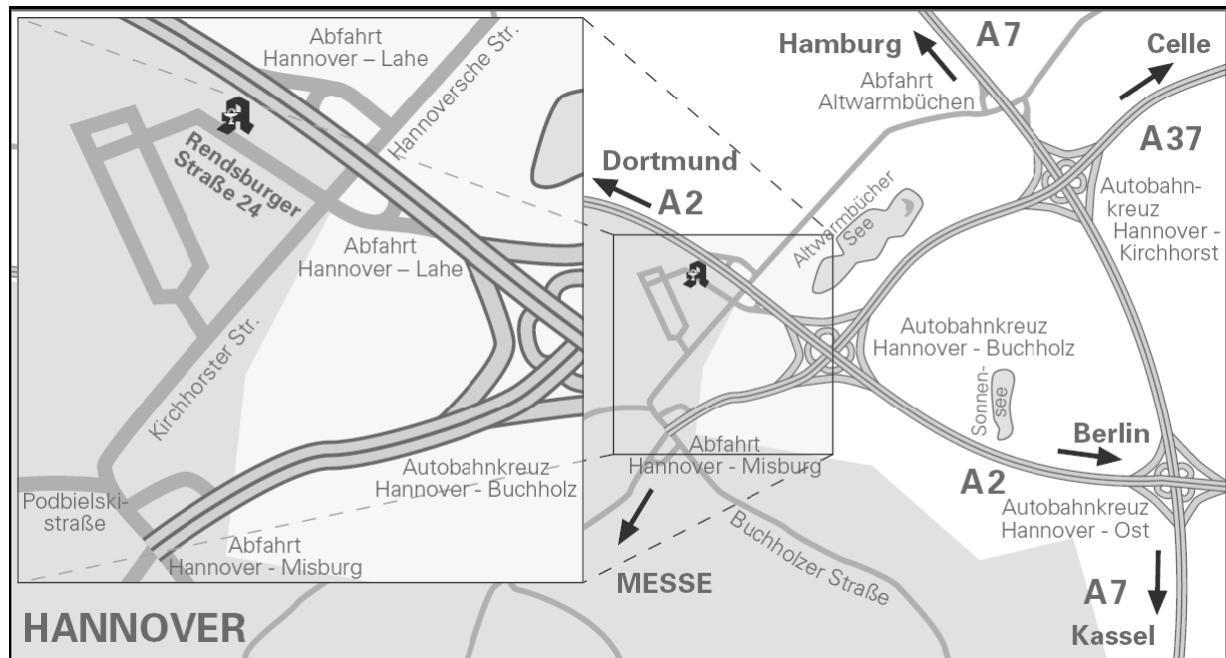 Abfahrt
Hannover – Lahe
Hannoversche Str.
Rendsburger
Straße 24
Abfahrt
Hannover – Lahe
Kirchhorster Str.
Autobahnkreuz
Hannover - Buchholz
Podbielski-
straße
Abfahrt
Hannover - Misburg
HANNOVER
Hamburg
A7
Celle
Abfahrt
Altwarmbüchen
A37
Dortmund
A2
Altwarmbücher
See
Autobahn-
kreuz
Hannover -
Kirchhorst
Autobahnkreuz
Hannover - Buchholz
Sonnen-
see
Berlin
A2
Abfahrt
Hannover - Misburg
Autobahnkreuz
Hannover - Ost
Buchholzer Straße
MESSE
A7
Kassel